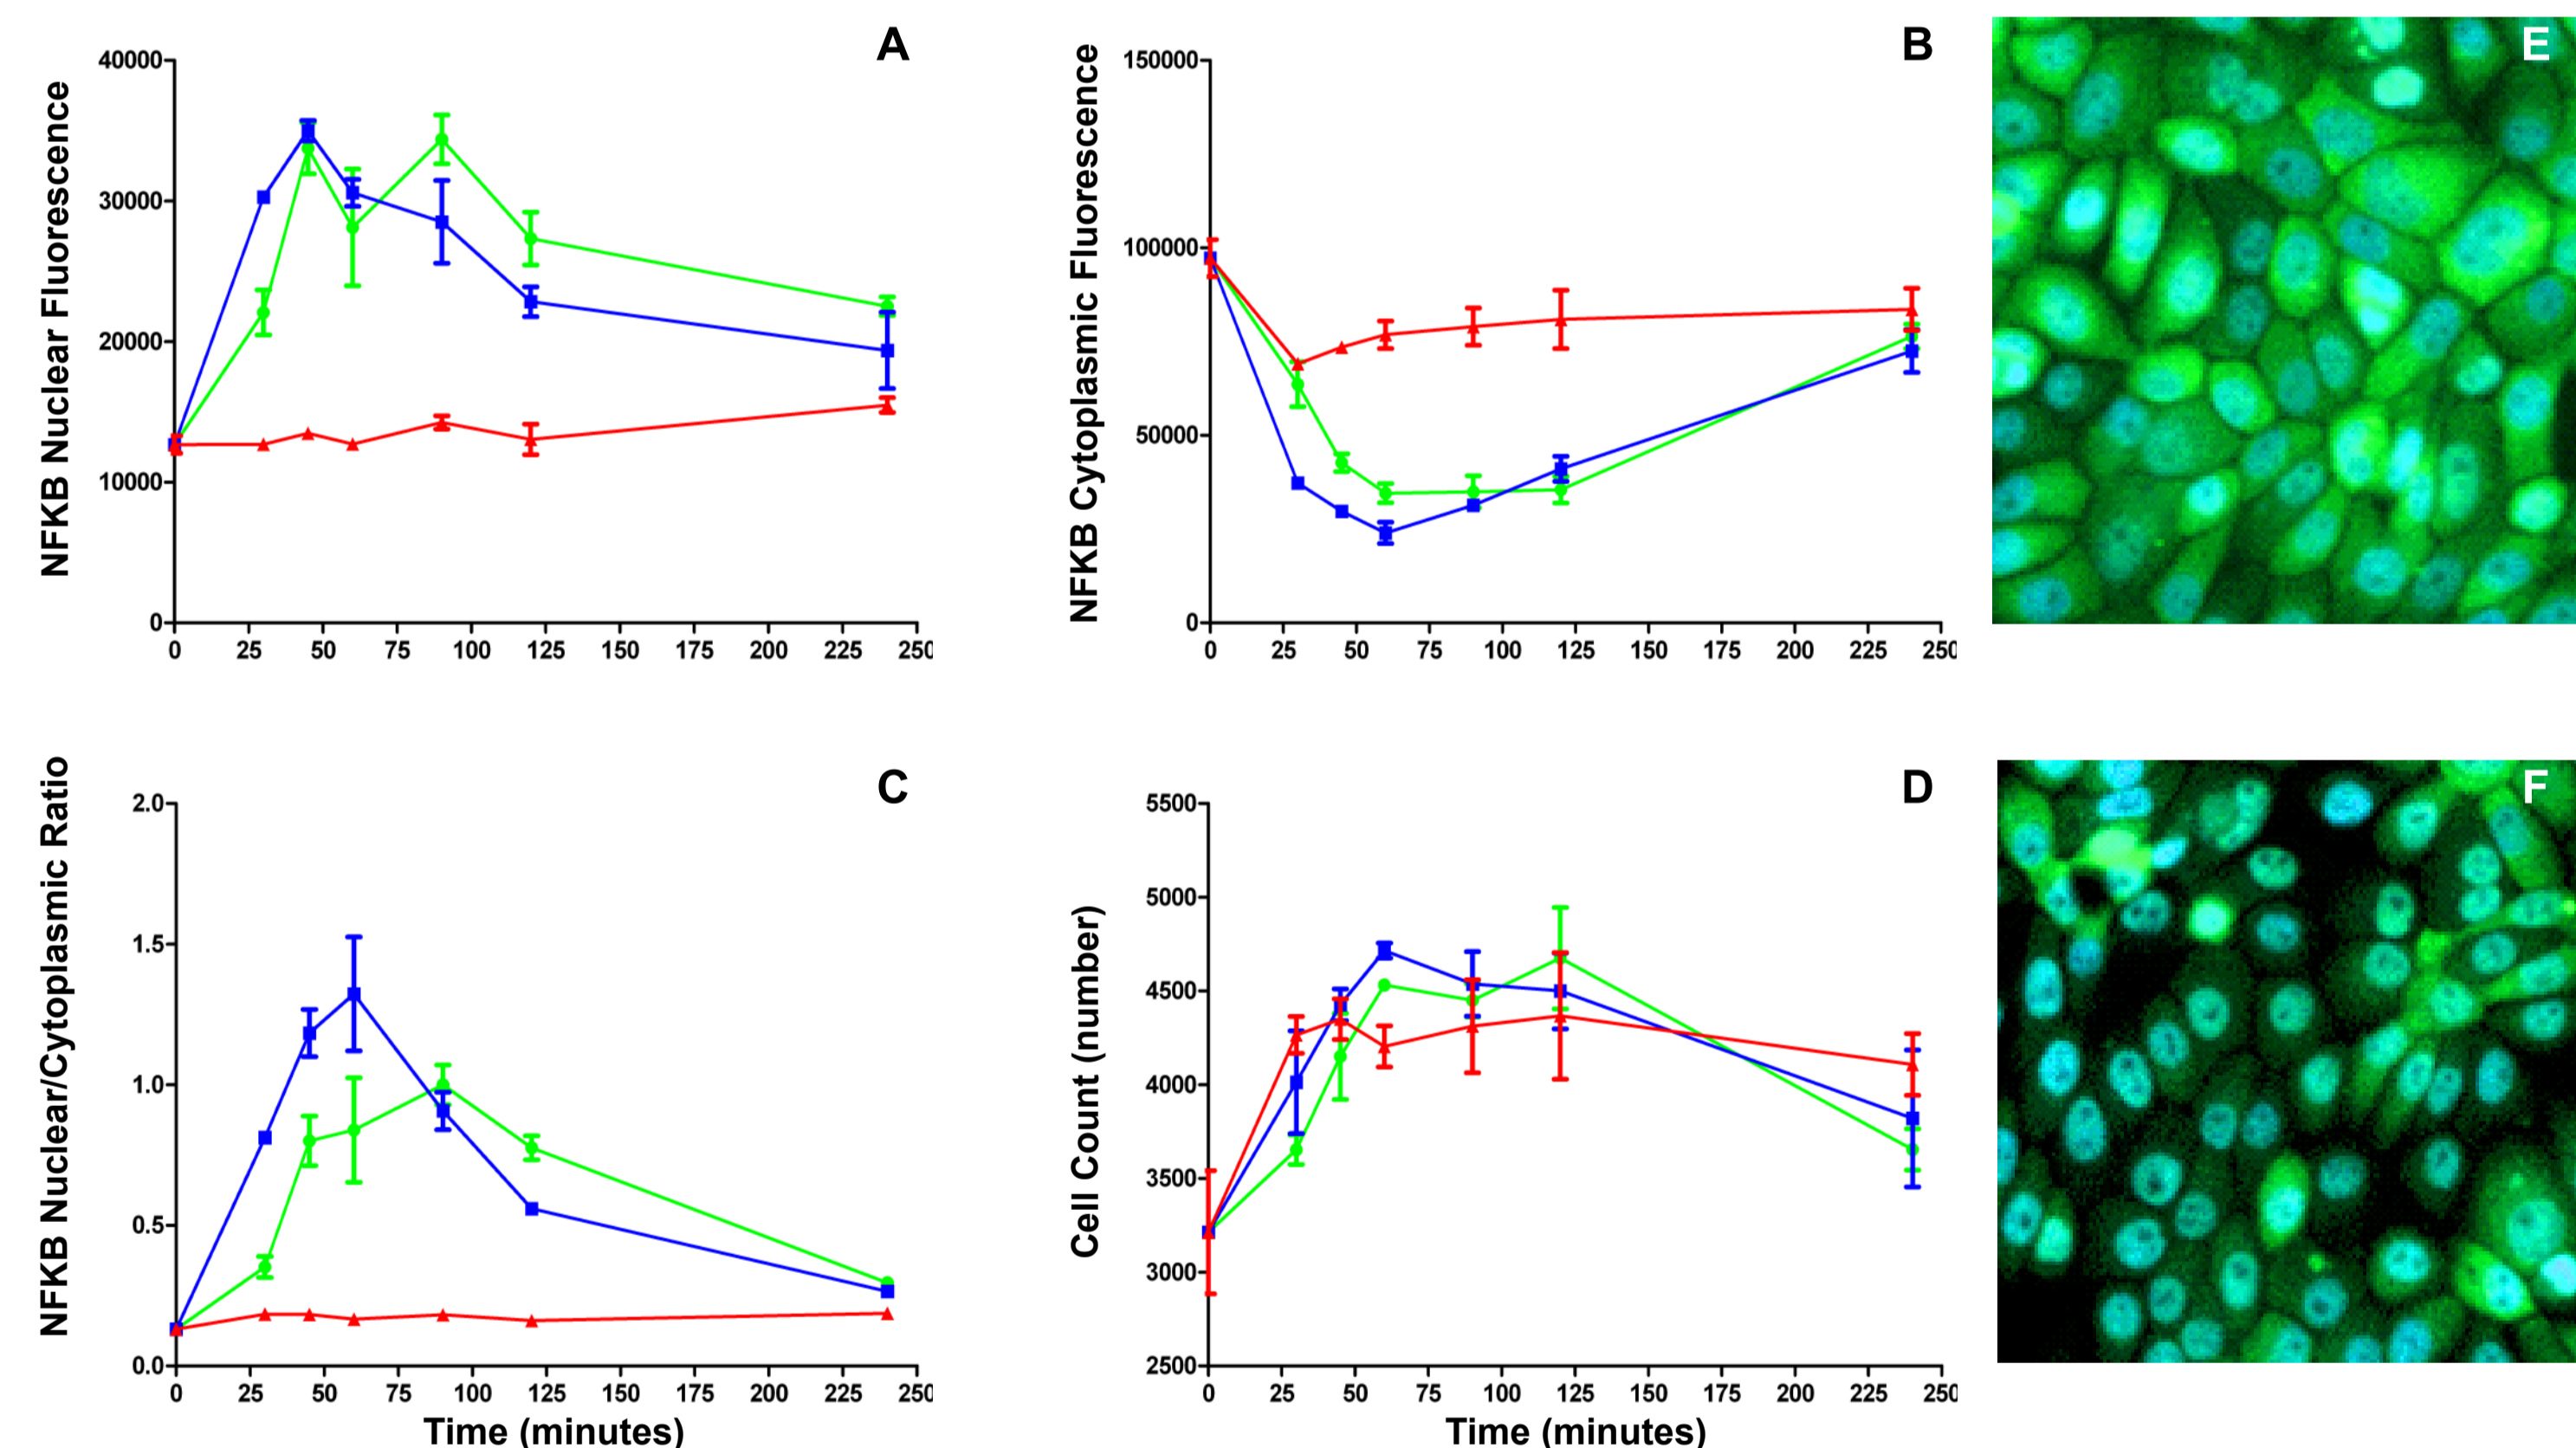 A
NFKB Nuclear Fluorescence
40000
30000
20000
10000
0
0 25 50 75 100 125 150 175 200 225 250
B
NFKB Cytoplasmic Fluorescence
150000
100000
50000
0
0 25 50 75 100 125 150 175 200 225 250
E
C
NFKB Nuclear/Cytoplasmic Ratio
2.0
1.5
1.0
0.5
0.0
0 25 50 75 100 125 150 175 200 225 250
Time (minutes)
D
Cell Count (number)
5500
5000
4500
4000
3500
3000
2500
0 25 50 75 100 125 150 175 200 225 250
Time (minutes)
F